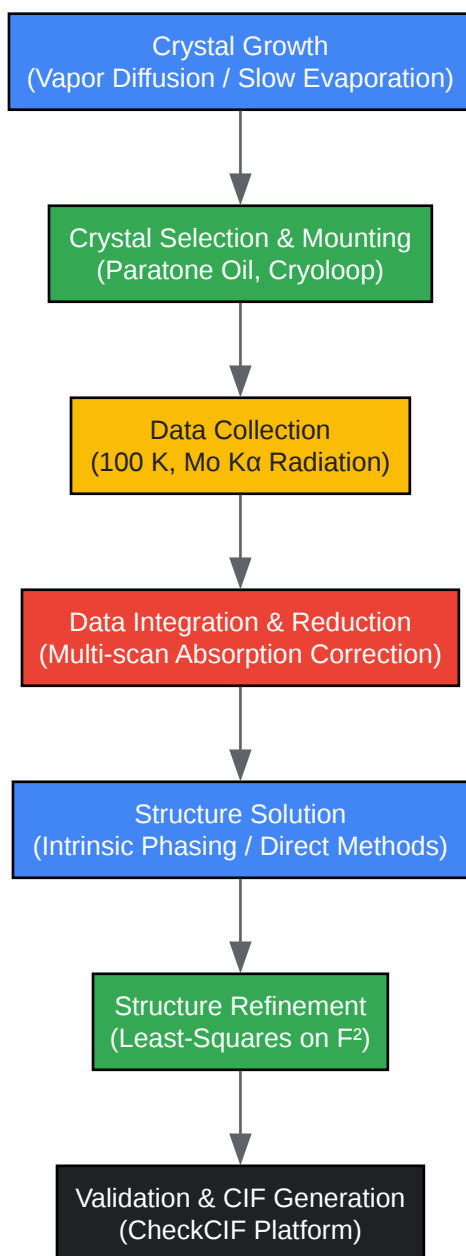 Crystal Growth
(Vapor Diffusion / Slow Evaporation)
Crystal Selection & Mounting
(Paratone Oil, Cryoloop)
Data Collection
(100 K, Mo Kα Radiation)
Data Integration & Reduction
(Multi-scan Absorption Correction)
Structure Solution
(Intrinsic Phasing / Direct Methods)
Structure Refinement
(Least-Squares on F²)
Validation & CIF Generation
(CheckCIF Platform)